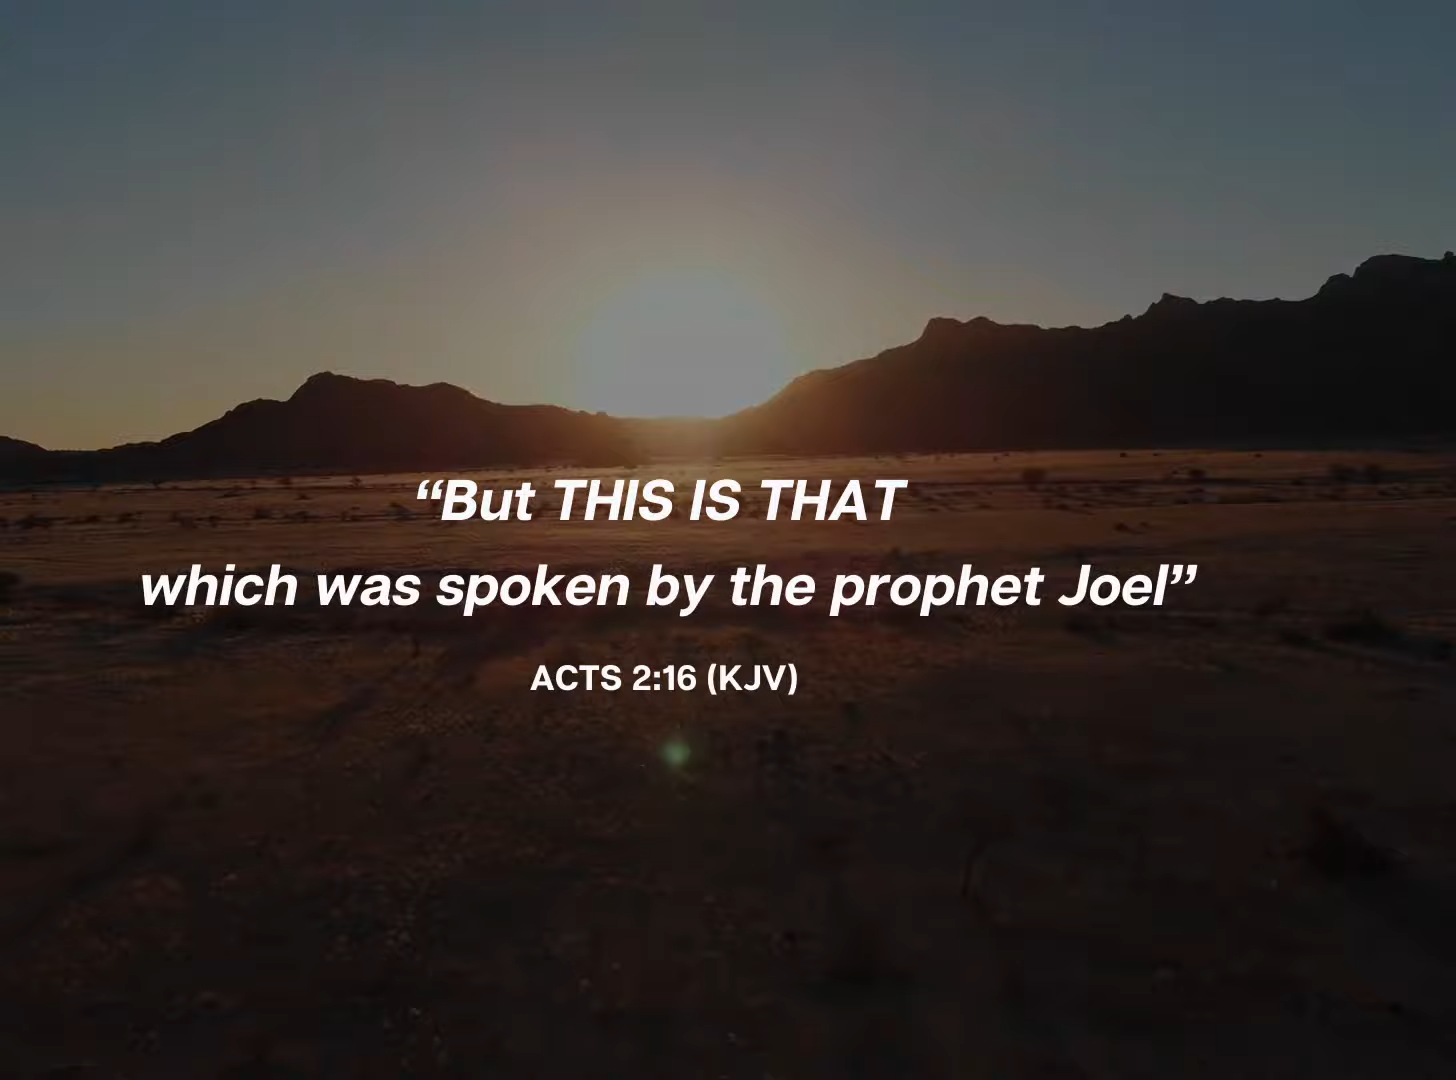 “But THIS IS THAT
which was spoken by the prophet Joel”
ACTS 2:16 (KJV)